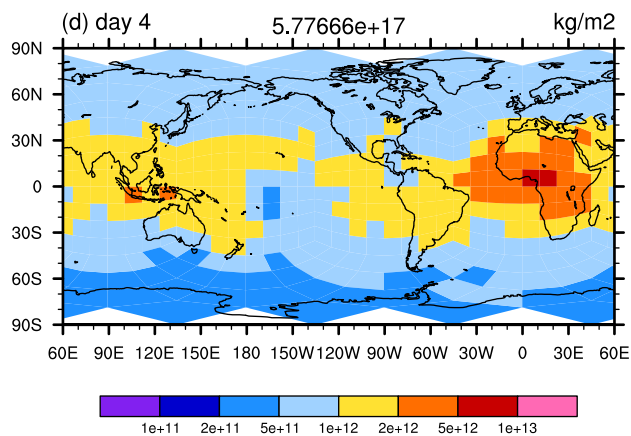 (d) day 4 5.77666e+17 kg/m2
90N
60N
30N
0
30S
60S
90S
60E 90E 120E 150E 180 150W 120W 90W 60W 30W 0 30E 60E
1e+11 2e+11 5e+11 1e+12 2e+12 5e+12 1e+13